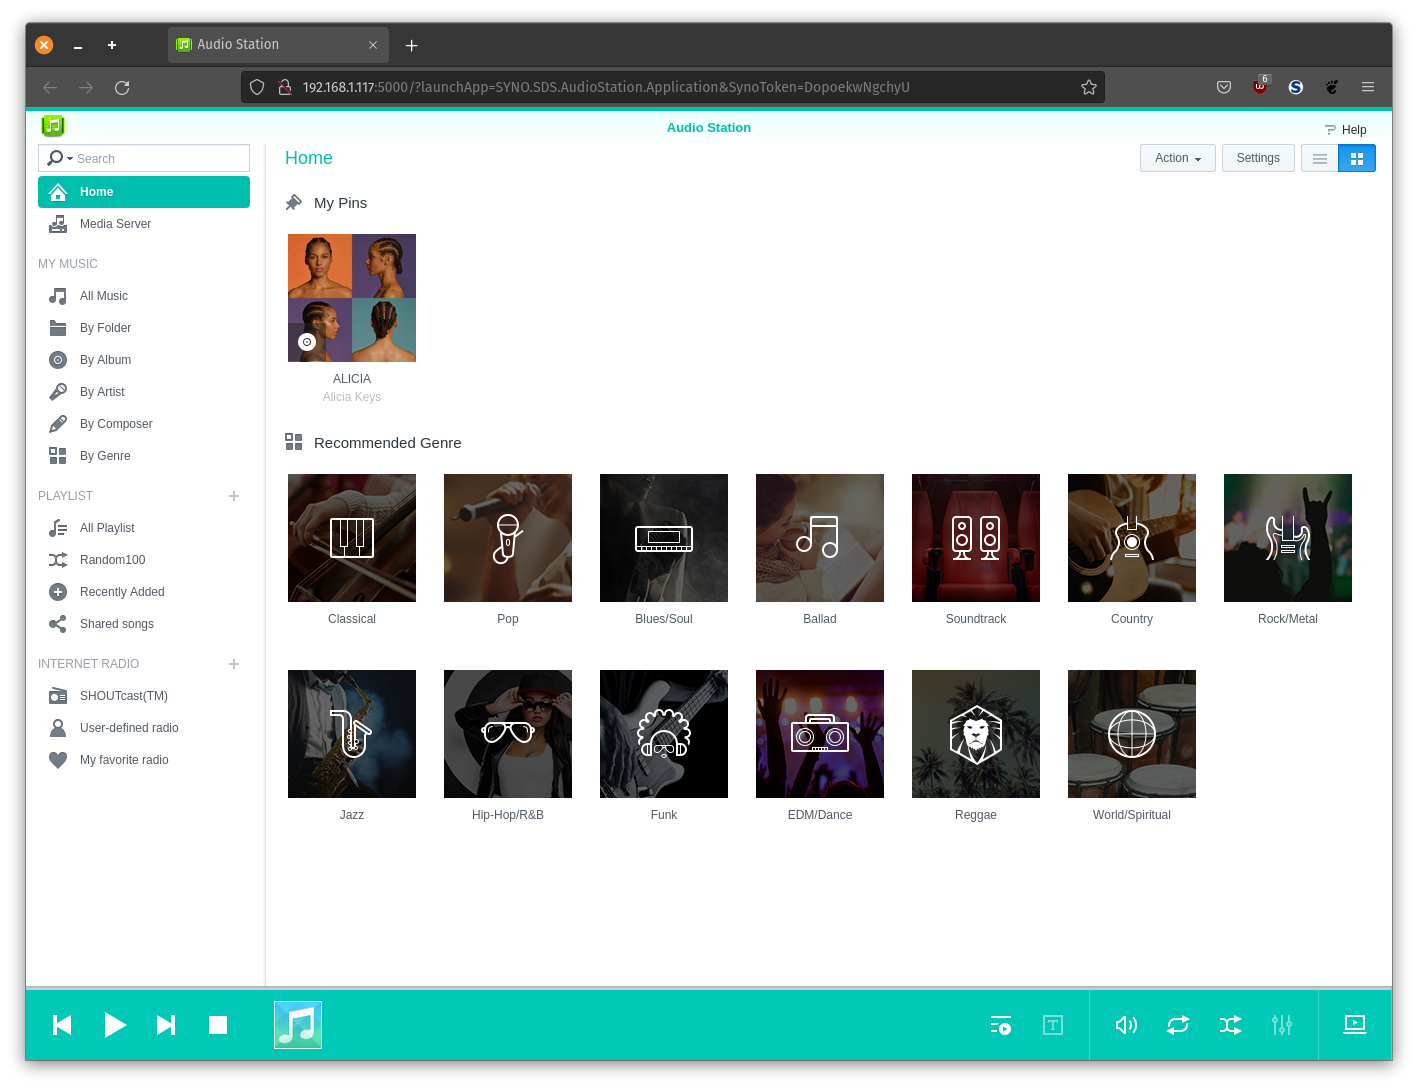 Audio Station
192.168.1.117:5000/?launchApp=SYNO.SDS.AudioStation.Application&SynoToken=DopoekwNgchyU
6
Audio Station
Help
Search
Home
Action
Settings
Home
Media Server
MY MUSIC
All Music
By Folder
By Album
By Artist
By Composer
By Genre
PLAYLIST
All Playlist
Random100
Recently Added
Shared songs
INTERNET RADIO
SHOUTcast(TM)
User-defined radio
My favorite radio
My Pins
ALICIA
Alicia Keys
Recommended Genre
Classical
Pop
Blues/Soul
Ballad
Soundtrack
Country
Rock/Metal
Jazz
Hip-Hop/R&B
Funk
EDM/Dance
Reggae
World/Spiritual